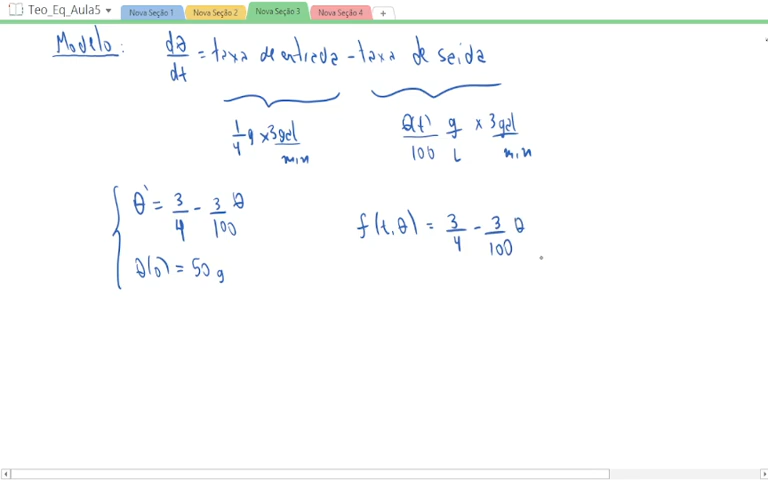 Teo_Eq_Aula5 Nova Seção 1 Nova Seção 2 Nova Seção 3 Nova Seção 4 +
Modelo: dQ/dt = taxa de entrada - taxa de saida
1/4 g x 3 gal/min Q(t)/100 g/L x 3 gal/min
Q' = 3/4 - 3/100 Q f(t, Q) = 3/4 - 3/100 Q
Q(0) = 50 g